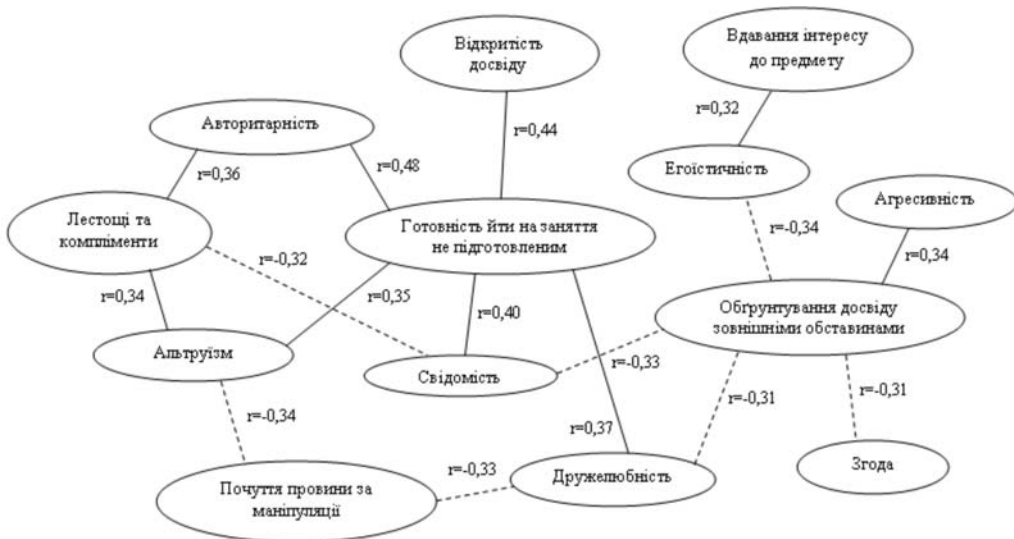 Відкритість
досвіду
Вдавання інтересу
до предмету
r=0,32
Авторитарність
r=0,44
r=0,36
r=0,48
Егоїстичність
Агресивність
Лестощі та
компліменти
Готовність йти на заняття
не підготовленим
r=-0,34
r=-0,32
r=0,34
r=0,34
r=0,35
r=0,40
Обґрунтування досвіду
зовнішніми обставинами
Альтруїзм
Свідомість
r=-0,33
r=-0,34
r=-0,31
r=-0,31
r=0,37
r=-0,33
Дружелюбність
Згода
Почуття провини за
маніпуляції